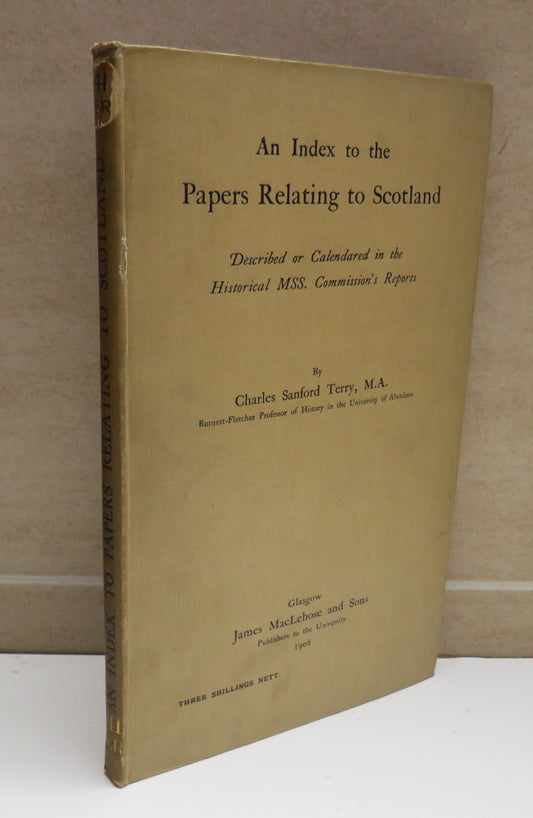 An Index to the
Papers Relating to Scotland
Described or Calendared in the
Historical MSS. Commission's Reports
By
Charles Sanford Terry, M.A.
Burnett-Fletcher Professor of History in the University of Aberdeen
Glasgow
James MacLehose and Sons
Publishers to the University
1908
THREE SHILLINGS NETT
AN INDEX TO PAPERS RELATING TO SCOTLAND